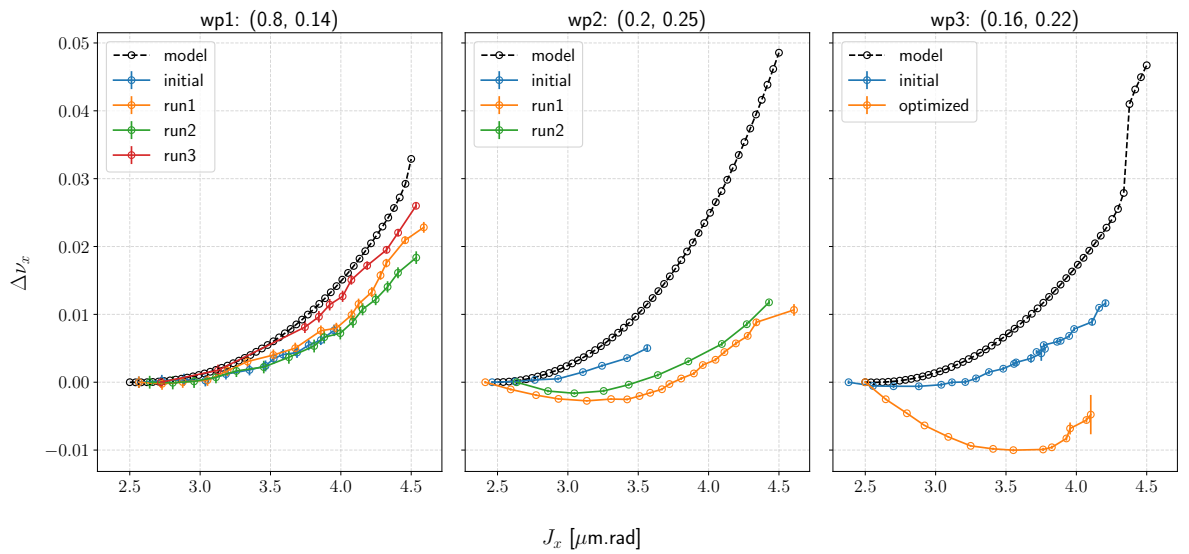 wp1: (0.8, 0.14)
wp2: (0.2, 0.25)
wp3: (0.16, 0.22)
model
initial
run1
run2
run3
model
initial
run1
run2
model
initial
optimized
0.05
0.04
0.03
0.02
0.01
0.00
−0.01
Δν_x
2.5 3.0 3.5 4.0 4.5
2.5 3.0 3.5 4.0 4.5
2.5 3.0 3.5 4.0 4.5
J_x [μm.rad]